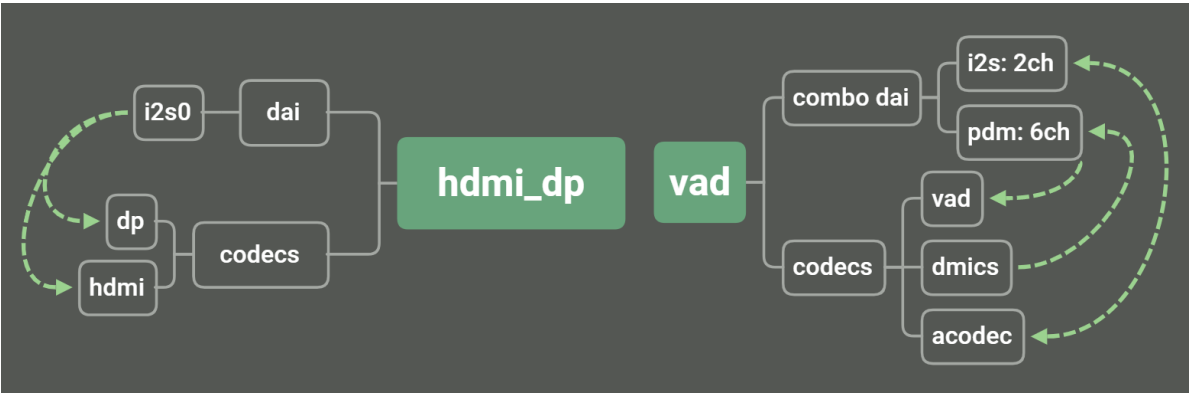 hdmi_dp
dai
i2s0
codecs
dp
hdmi
vad
combo dai
i2s: 2ch
pdm: 6ch
codecs
vad
dmics
acodec